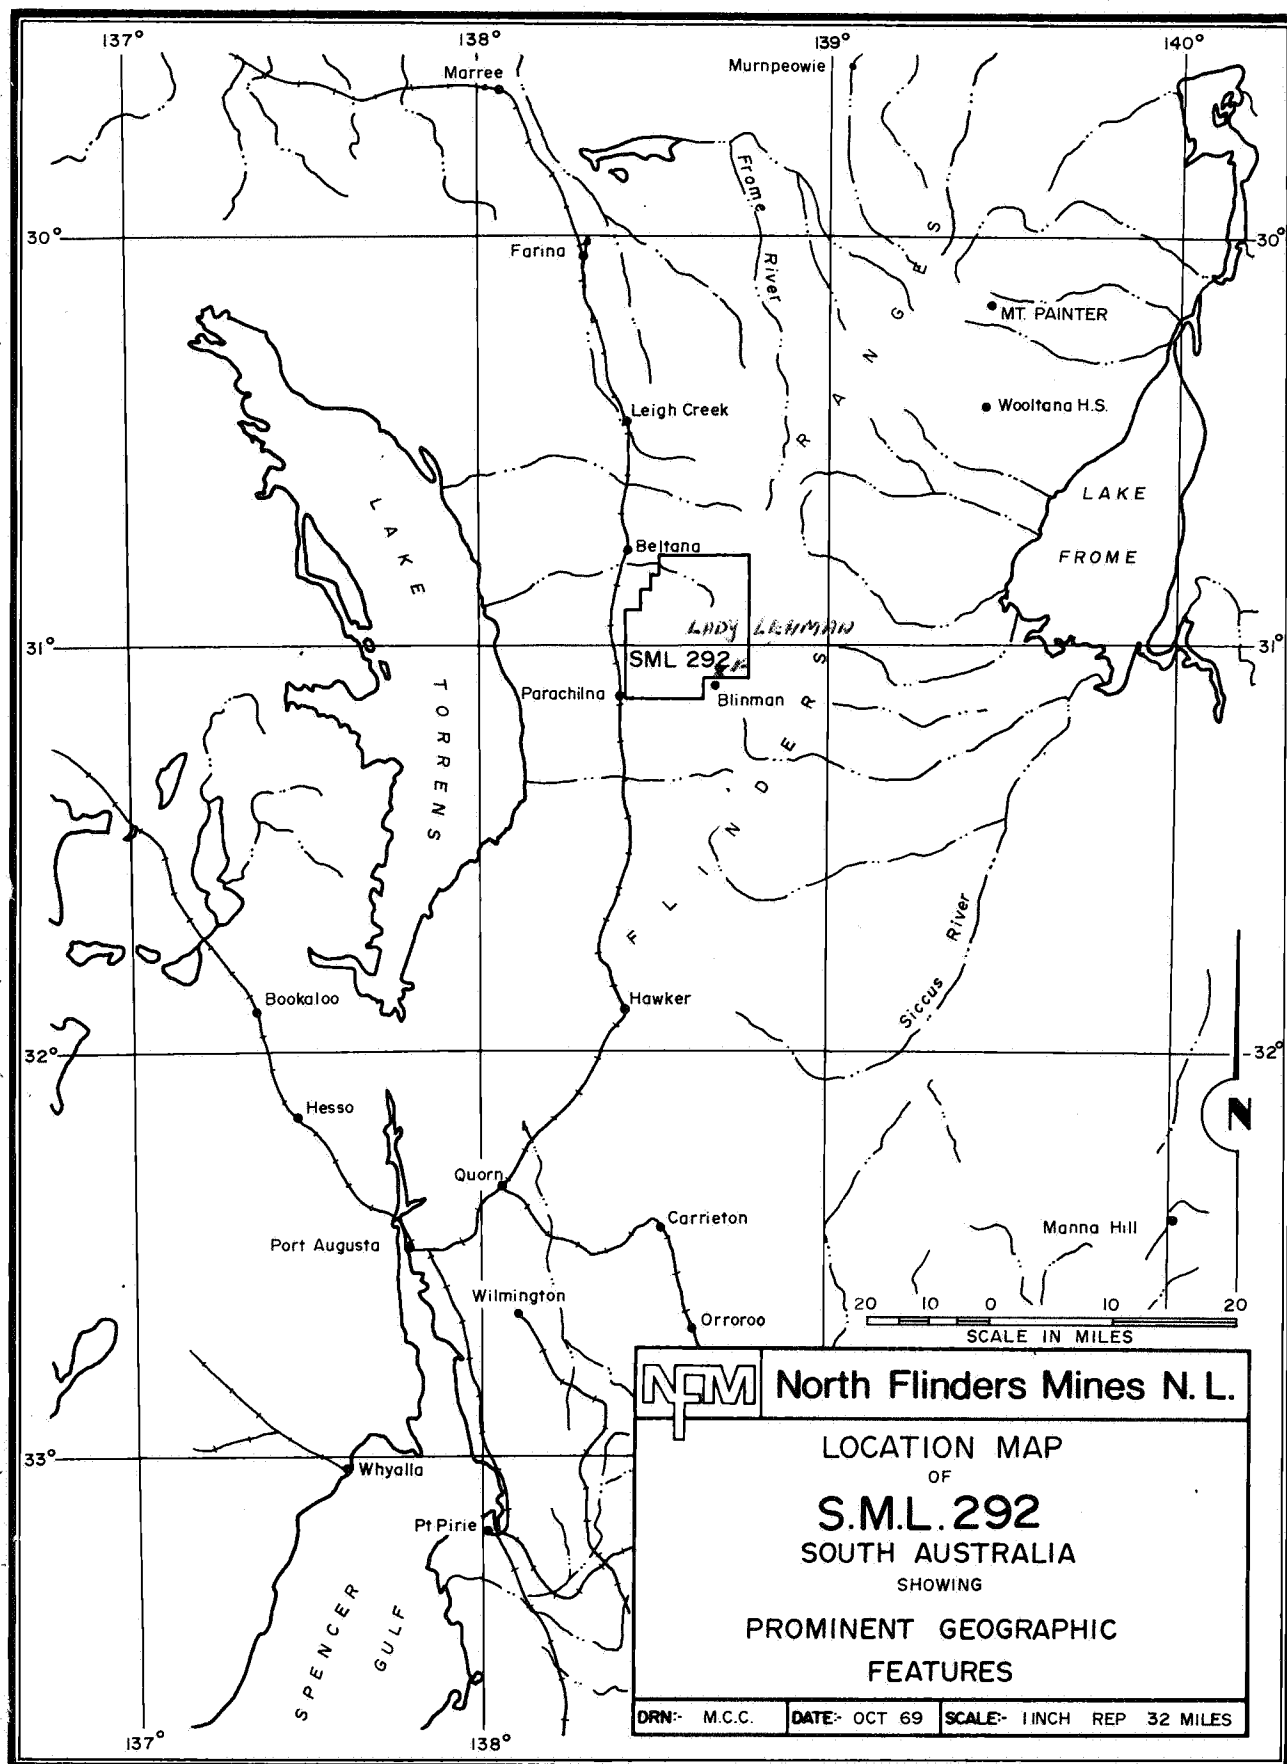 137°
138°
139°
140°
Marree
Murnpeowie
Frome River
30°
30°
Farina
MT. PAINTER
Leigh Creek
Wooltana H.S.
LAKE TORRENS
LAKE
FROME
Beltana
LADY LEHMAN
31°
31°
SML 292
Parachilna
Blinman
FLINDERS RANGES
Siccus River
Bookaloo
Hawker
32°
32°
N
Hesso
Quorn
Carrieton
Manna Hill
Port Augusta
Wilmington
Orroroo
20 10 0 10 20
SCALE IN MILES
NFM North Flinders Mines N.L.
LOCATION MAP
OF
S.M.L. 292
SOUTH AUSTRALIA
SHOWING
PROMINENT GEOGRAPHIC
FEATURES
DRN:- M.C.C. DATE:- OCT 69 SCALE:- 1 INCH REP 32 MILES
33°
Whyalla
Pt Pirie
SPENCER
GULF
137°
138°